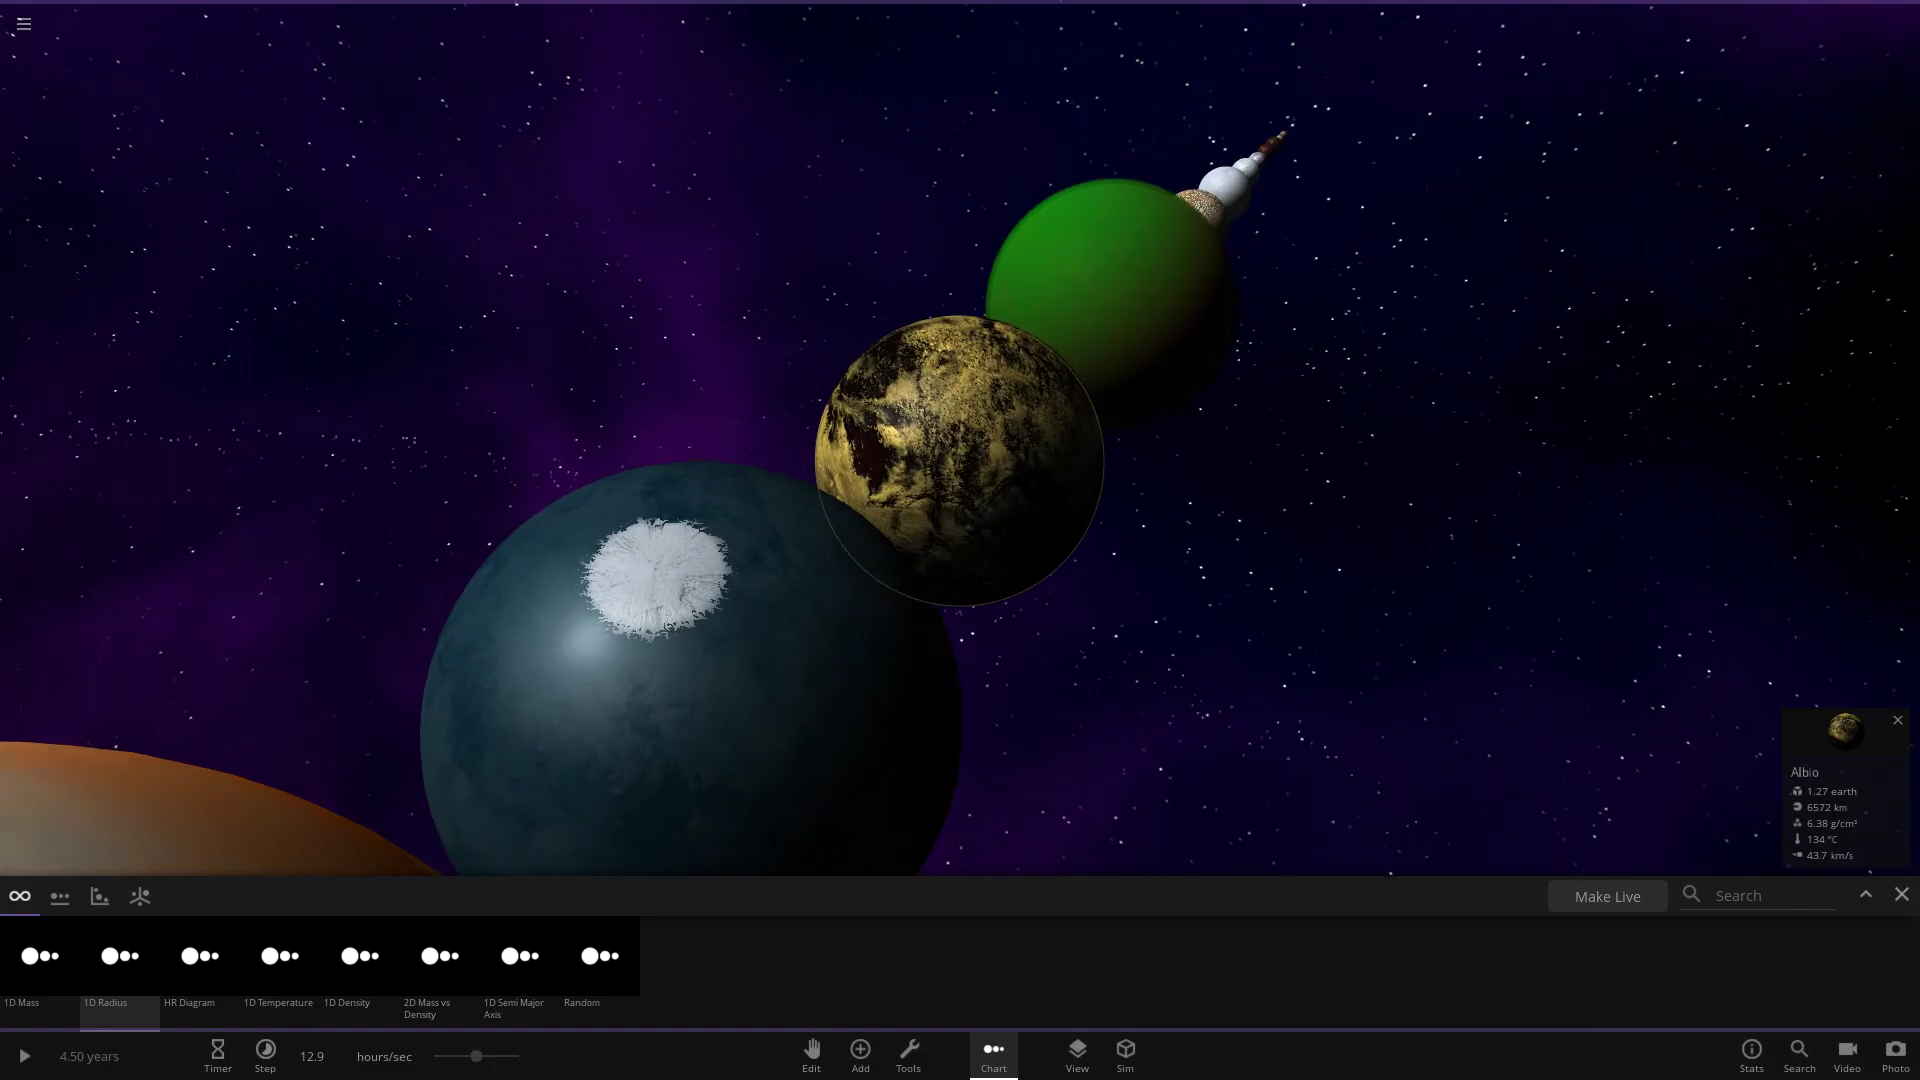 Albio
1.27 earth
6572 km
6.38 g/cm³
134 °C
43.7 km/s
Make Live
Search
1D Mass
1D Radius
HR Diagram
1D Temperature
1D Density
2D Mass vs
Density
1D Semi Major
Axis
Random
4.50 years
Timer
Step
12.9
hours/sec
Edit
Add
Tools
Chart
View
Sim
Stats
Search
Video
Photo